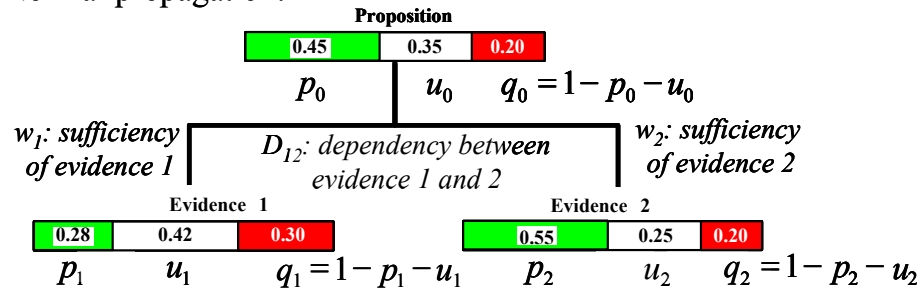 Proposition
0.45 0.35 0.20
p₀ u₀ q₀ = 1 − p₀ − u₀
w₁: sufficiency of evidence 1
D₁₂: dependency between evidence 1 and 2
w₂: sufficiency of evidence 2
Evidence 1
0.28 0.42 0.30
p₁ u₁ q₁ = 1 − p₁ − u₁
Evidence 2
0.55 0.25 0.20
p₂ u₂ q₂ = 1 − p₂ − u₂